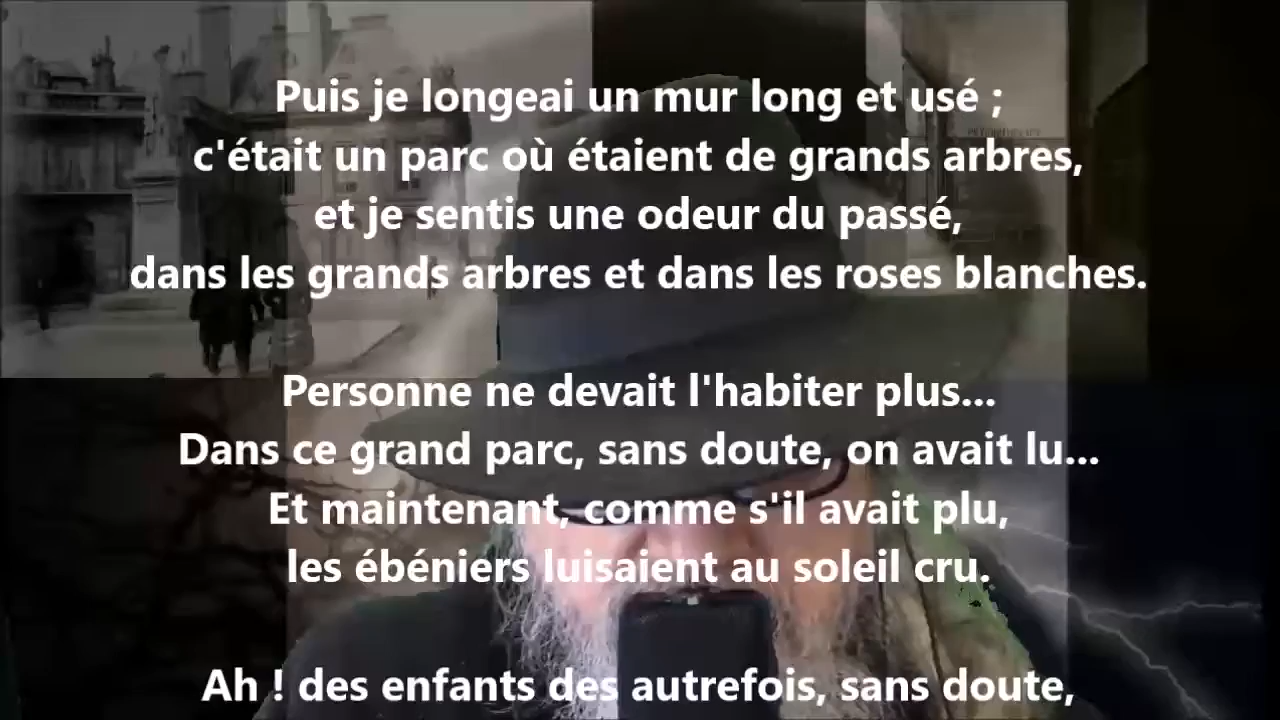 Puis je longeai un mur long et usé ;
c'était un parc où étaient de grands arbres,
et je sentis une odeur du passé,
dans les grands arbres et dans les roses blanches.
Personne ne devait l'habiter plus...
Dans ce grand parc, sans doute, on avait lu...
Et maintenant, comme s'il avait plu,
les ébéniers luisaient au soleil cru.
Ah ! des enfants des autrefois, sans doute,